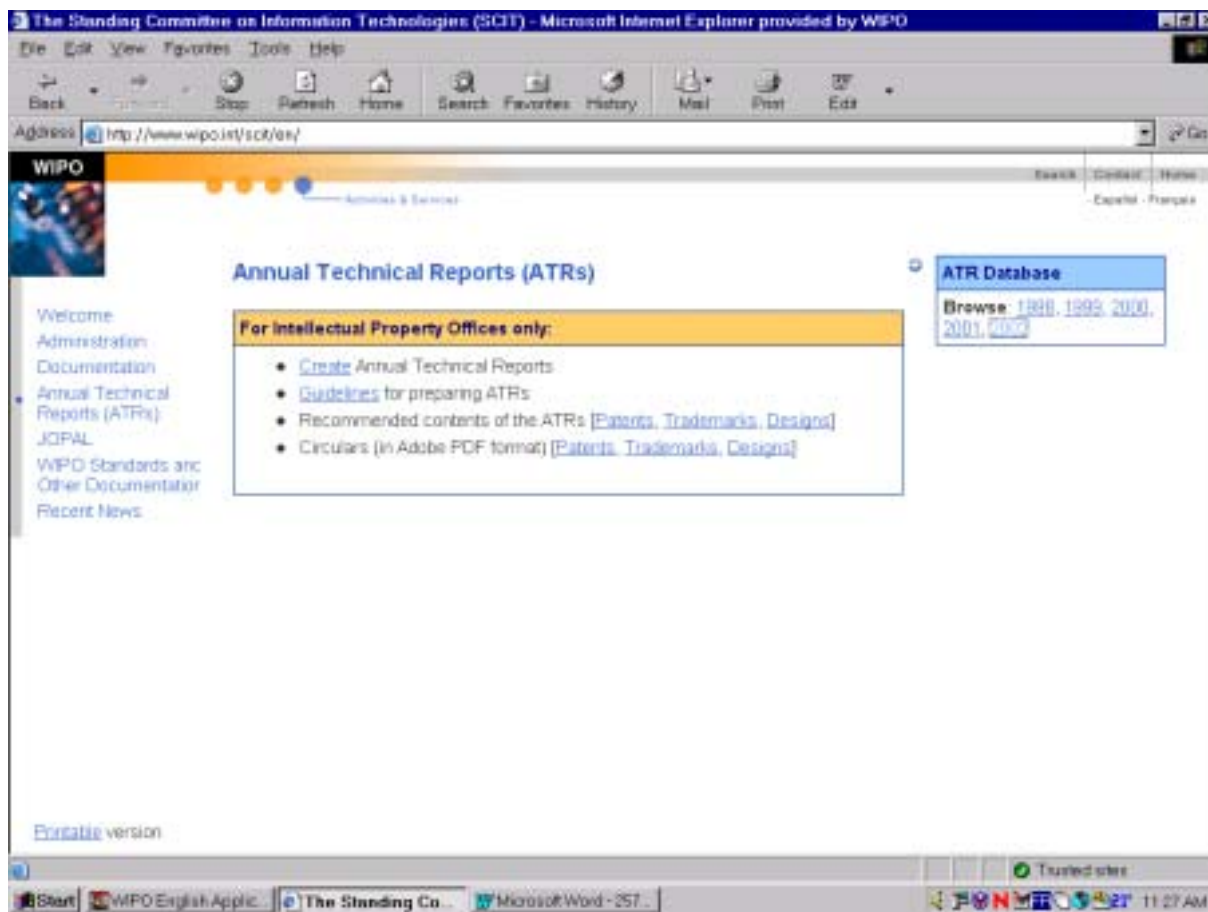 The Standing Committee on Information Technologies (SCIT) - Microsoft Internet Explorer provided by WIPO
File Edit View Favorites Tools Help
Back Stop Refresh Home Search Favorites History Mail Print Edit
Address http://www.wipo.int/scit/en/ Go
WIPO
Search Contact Home
Activities & Services
Español - Français
Annual Technical Reports (ATRs)
ATR Database
Browse: 1998, 1999, 2000,
2001, 2002
For Intellectual Property Offices only:
Create Annual Technical Reports
Guidelines for preparing ATRs
Recommended contents of the ATRs [Patents, Trademarks, Designs]
Circulars (in Adobe PDF format) [Patents, Trademarks, Designs]
Welcome
Administration
Documentation
Annual Technical
Reports (ATRs)
JOPAL
WIPO Standards and
Other Documentation
Recent News
Printable version
Trusted sites
Start WIPO English Applic... The Standing Co... Microsoft Word - 257... 21° 11:27 AM